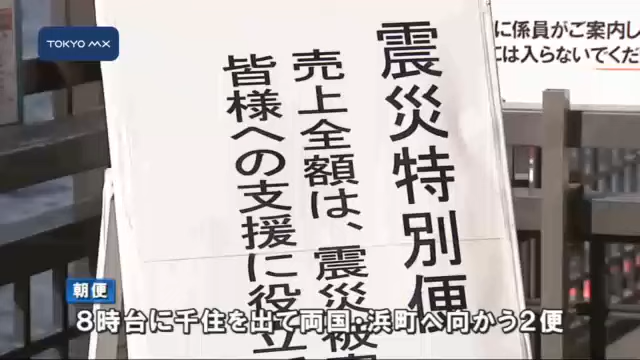 TOKYO MX
に係員がご案内し
には入らないでくだ
震災特別便
売上全額は、震災被
皆様への支援に役立
朝便
8時台に千住を出て両国・浜町へ向かう2便